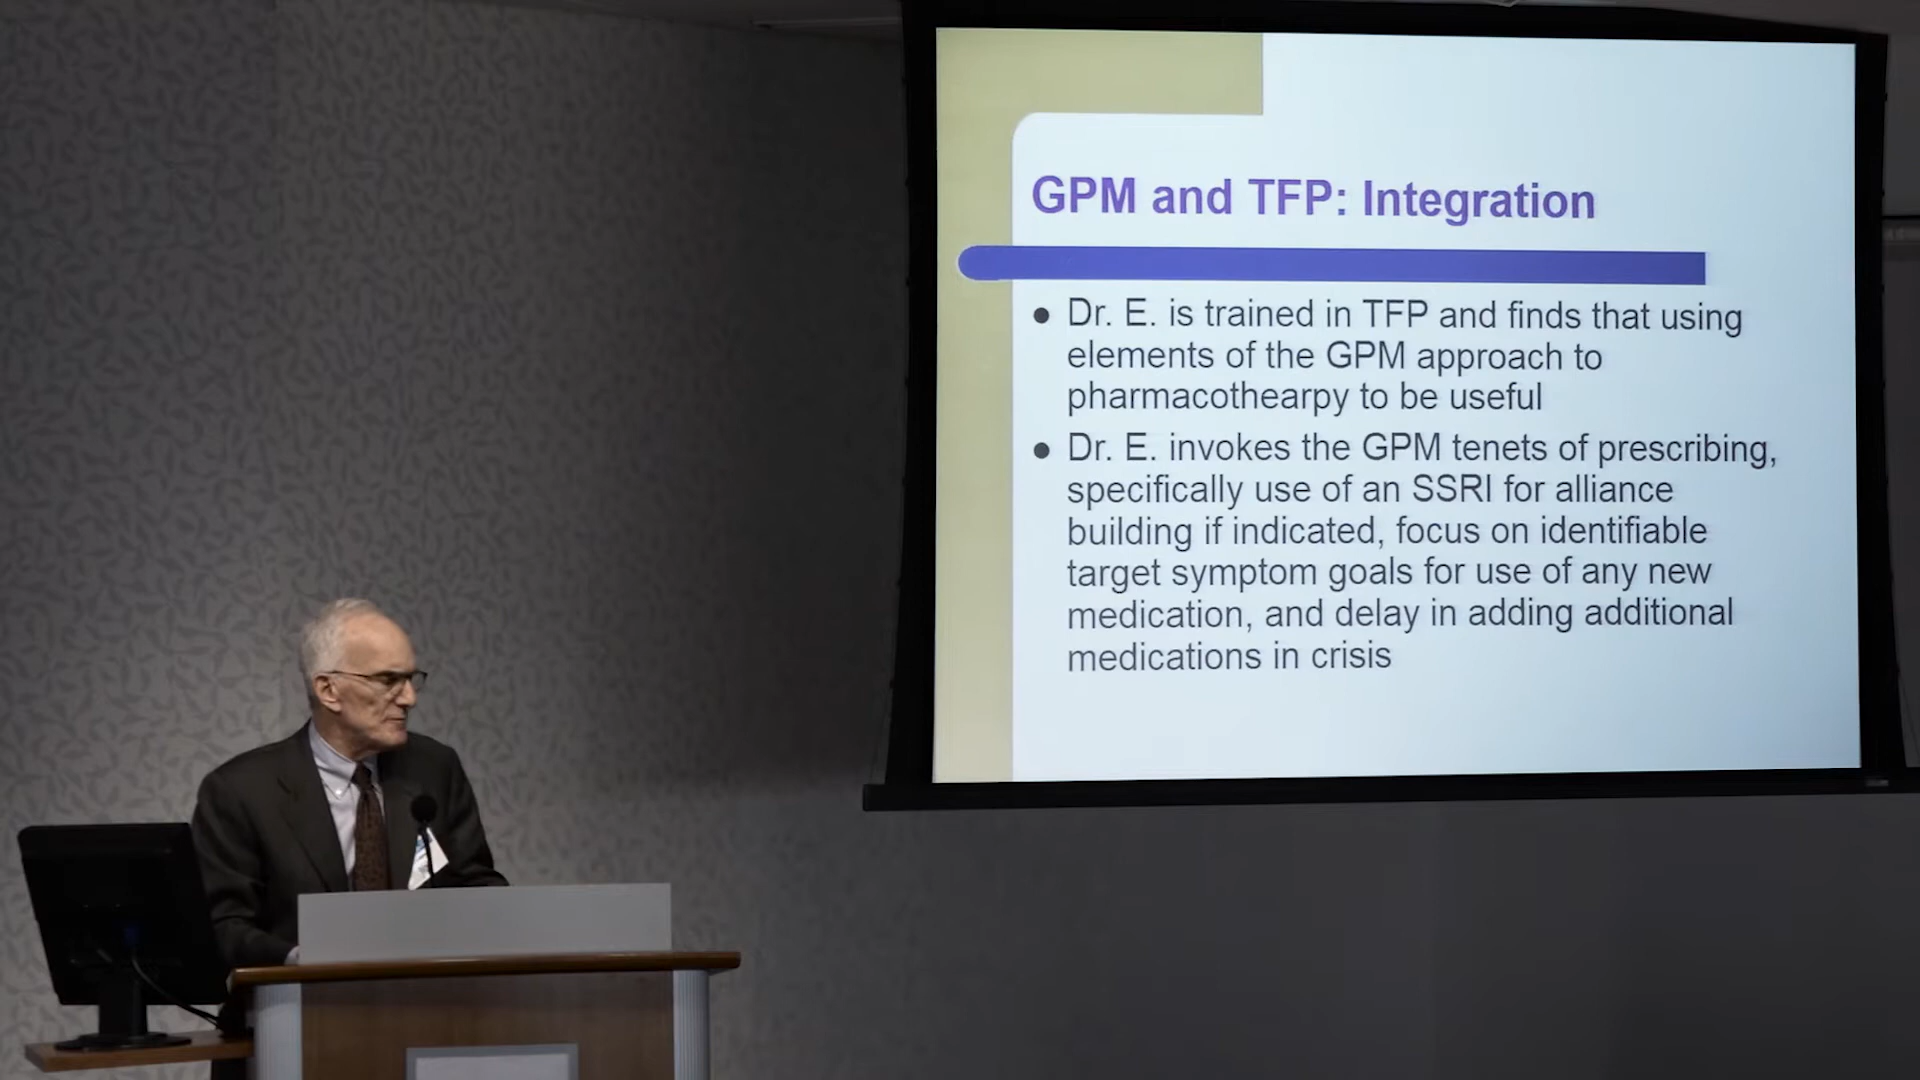 GPM and TFP: Integration
● Dr. E. is trained in TFP and finds that using
elements of the GPM approach to
pharmacothearpy to be useful
● Dr. E. invokes the GPM tenets of prescribing,
specifically use of an SSRI for alliance
building if indicated, focus on identifiable
target symptom goals for use of any new
medication, and delay in adding additional
medications in crisis